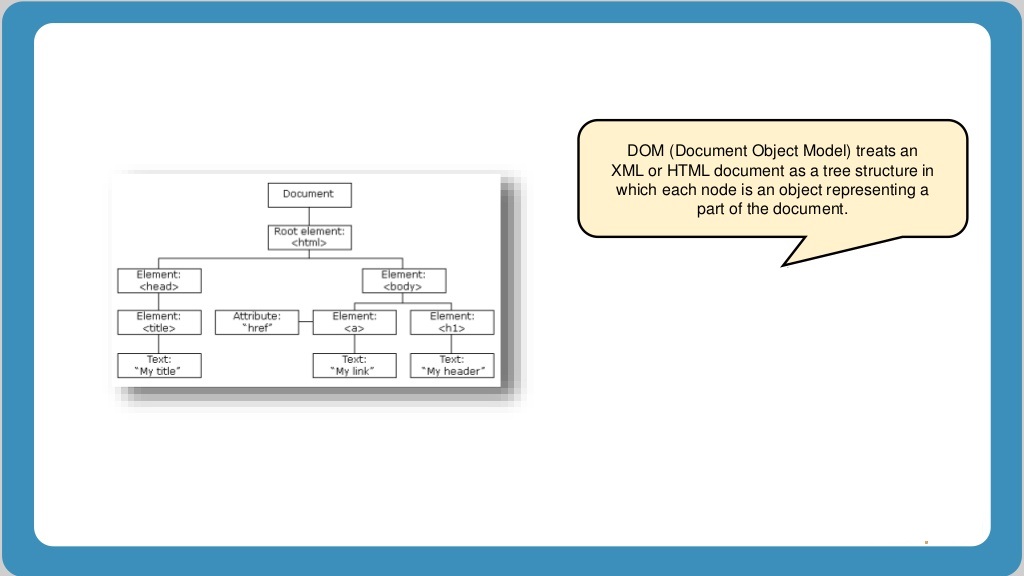 Document
Root element:
<html>
Element:
<head>
Element:
<body>
Element:
<title>
Attribute:
"href"
Element:
<a>
Element:
<h1>
Text:
"My title"
Text:
"My link"
Text:
"My header"
DOM (Document Object Model) treats an
XML or HTML document as a tree structure in
which each node is an object representing a
part of the document.